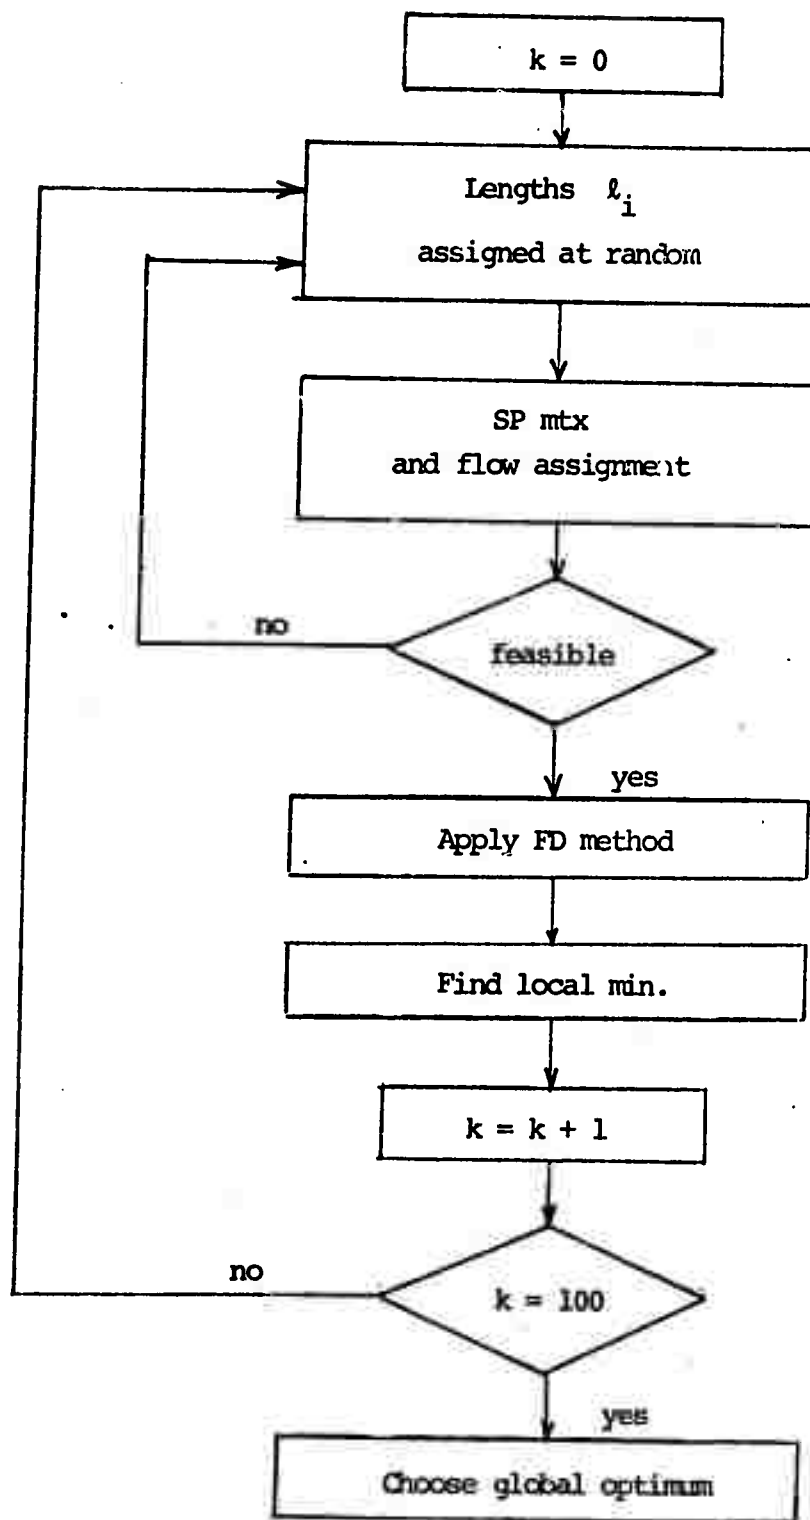 k = 0
Lengths ℓi
assigned at random
SP mtx
and flow assignment
no
feasible
yes
Apply FD method
Find local min.
k = k + 1
no
k = 100
yes
Choose global optimum